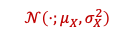 𝒩(·; μ_X, σ_X^2)